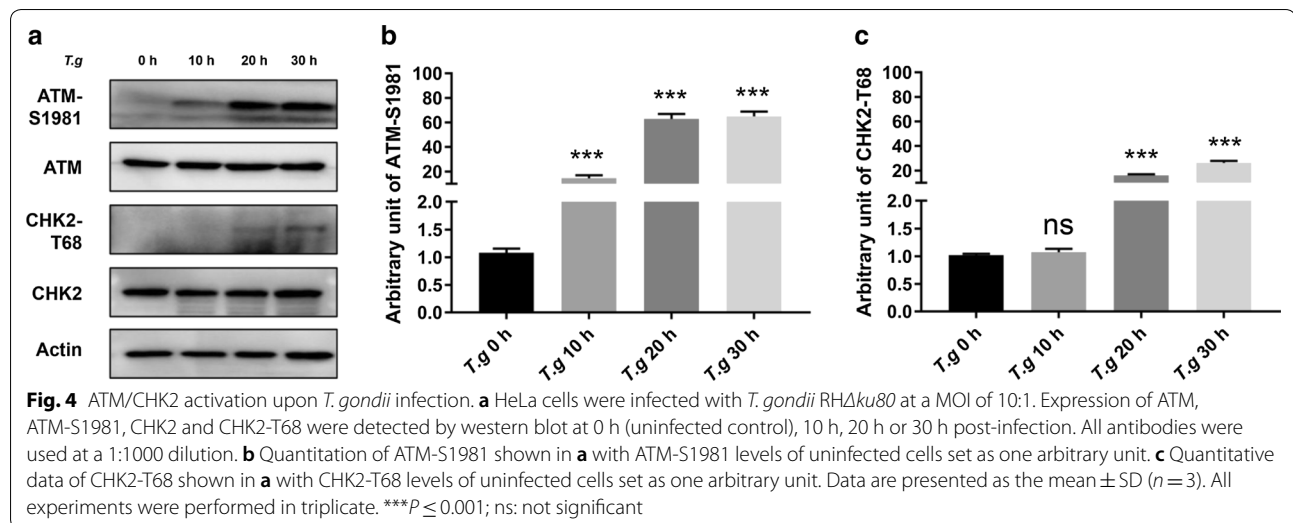 a
T.g 0 h 10 h 20 h 30 h
ATM-
S1981
ATM
CHK2-
T68
CHK2
Actin
b
Arbitrary unit of ATM-S1981
100
80
60
40
20
2.0
1.5
1.0
0.5
0.0
***
***
***
T.g 0 h
T.g 10 h
T.g 20 h
T.g 30 h
c
Arbitrary unit of CHK2-T68
100
80
60
40
20
2.0
1.5
1.0
0.5
0.0
ns
***
***
T.g 0 h
T.g 10 h
T.g 20 h
T.g 30 h
Fig. 4 ATM/CHK2 activation upon T. gondii infection. a HeLa cells were infected with T. gondii RHΔku80 at a MOI of 10:1. Expression of ATM,
ATM-S1981, CHK2 and CHK2-T68 were detected by western blot at 0 h (uninfected control), 10 h, 20 h or 30 h post-infection. All antibodies were
used at a 1:1000 dilution. b Quantitation of ATM-S1981 shown in a with ATM-S1981 levels of uninfected cells set as one arbitrary unit. c Quantitative
data of CHK2-T68 shown in a with CHK2-T68 levels of uninfected cells set as one arbitrary unit. Data are presented as the mean ± SD (n = 3). All
experiments were performed in triplicate. ***P ≤ 0.001; ns: not significant